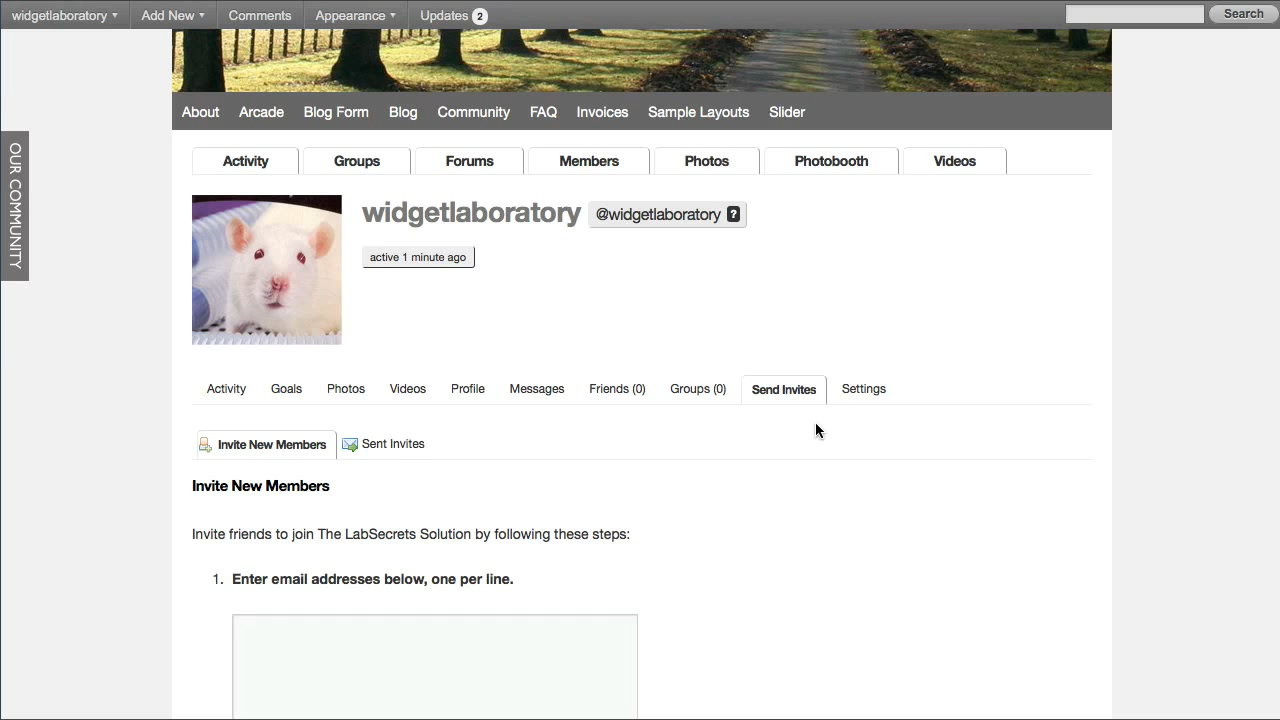 widgetlaboratory Add New Comments Appearance Updates 2 Search
About Arcade Blog Form Blog Community FAQ Invoices Sample Layouts Slider
OUR COMMUNITY
Activity Groups Forums Members Photos Photobooth Videos
widgetlaboratory @widgetlaboratory ?
active 1 minute ago
Activity Goals Photos Videos Profile Messages Friends (0) Groups (0) Send Invites Settings
Invite New Members Sent Invites
Invite New Members
Invite friends to join The LabSecrets Solution by following these steps:
1. Enter email addresses below, one per line.